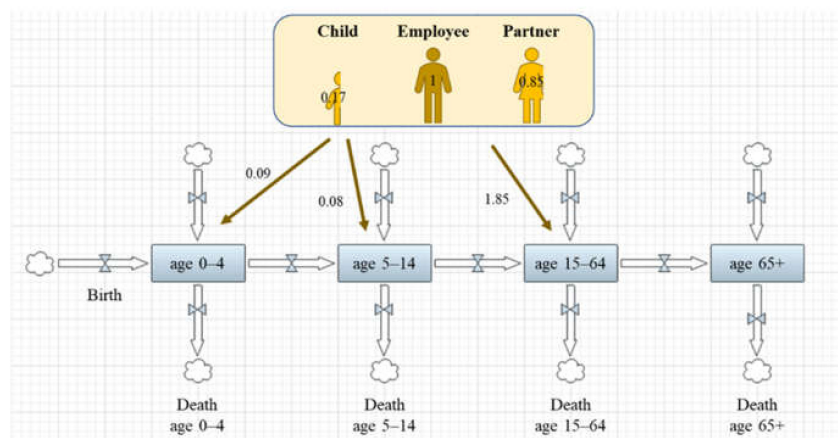 Child Employee Partner
0.17 1 0.85
0.09
0.08
1.85
age 0–4 age 5–14 age 15–64 age 65+
Birth
Death Death Death Death
age 0–4 age 5–14 age 15–64 age 65+